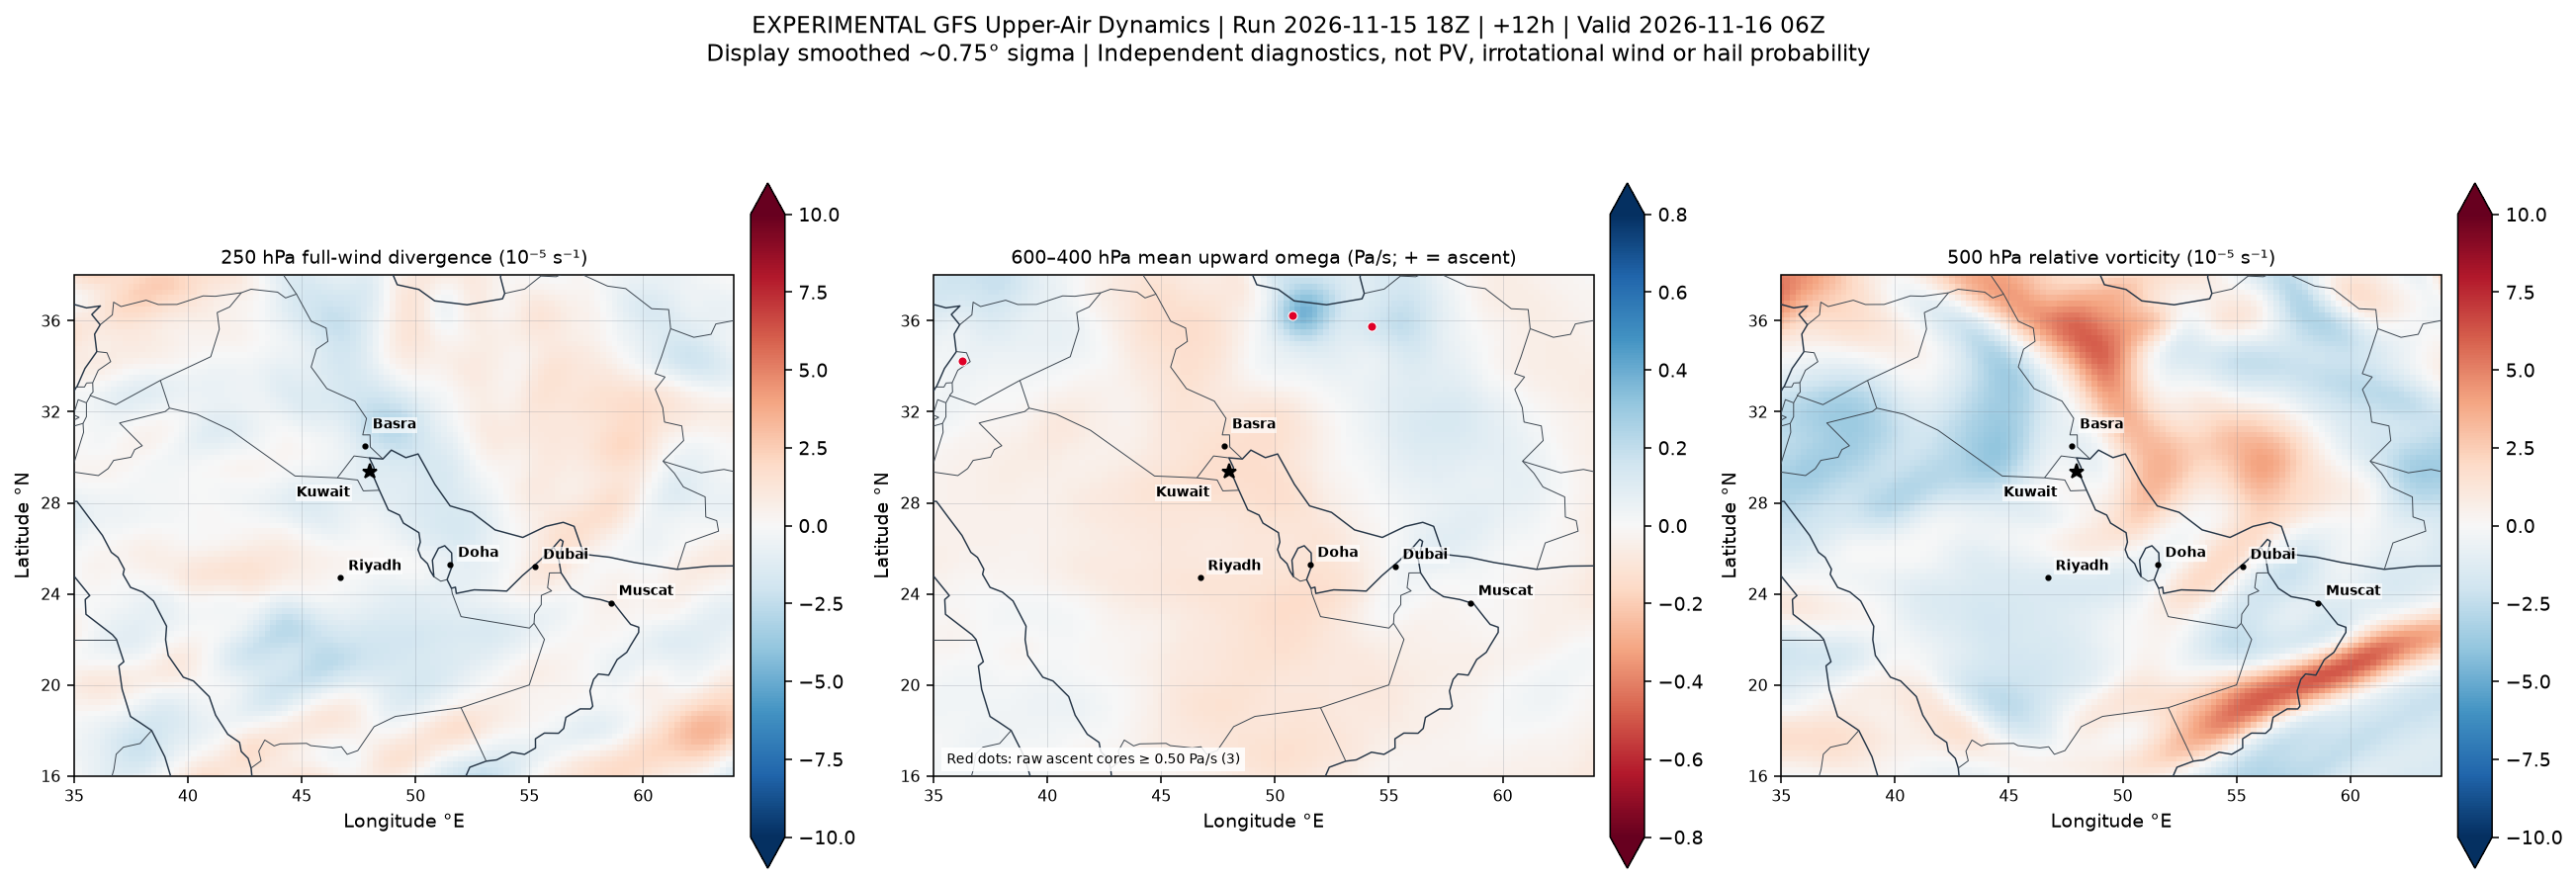 EXPERIMENTAL GFS Upper-Air Dynamics | Run 2026-11-15 18Z | +12h | Valid 2026-11-16 06Z
Display smoothed ~0.75° sigma | Independent diagnostics, not PV, irrotational wind or hail probability
250 hPa full-wind divergence (10⁻⁵ s⁻¹)
36
32
28
24
20
16
Latitude °N
35
40
45
50
55
60
Longitude °E
Basra
Kuwait
Riyadh
Doha
Dubai
Muscat
10.0
7.5
5.0
2.5
0.0
−2.5
−5.0
−7.5
−10.0
600–400 hPa mean upward omega (Pa/s; + = ascent)
36
32
28
24
20
16
Latitude °N
35
40
45
50
55
60
Longitude °E
Basra
Kuwait
Riyadh
Doha
Dubai
Muscat
Red dots: raw ascent cores ≥ 0.50 Pa/s (3)
0.8
0.6
0.4
0.2
0.0
−0.2
−0.4
−0.6
−0.8
500 hPa relative vorticity (10⁻⁵ s⁻¹)
36
32
28
24
20
16
Latitude °N
35
40
45
50
55
60
Longitude °E
Basra
Kuwait
Riyadh
Doha
Dubai
Muscat
10.0
7.5
5.0
2.5
0.0
−2.5
−5.0
−7.5
−10.0